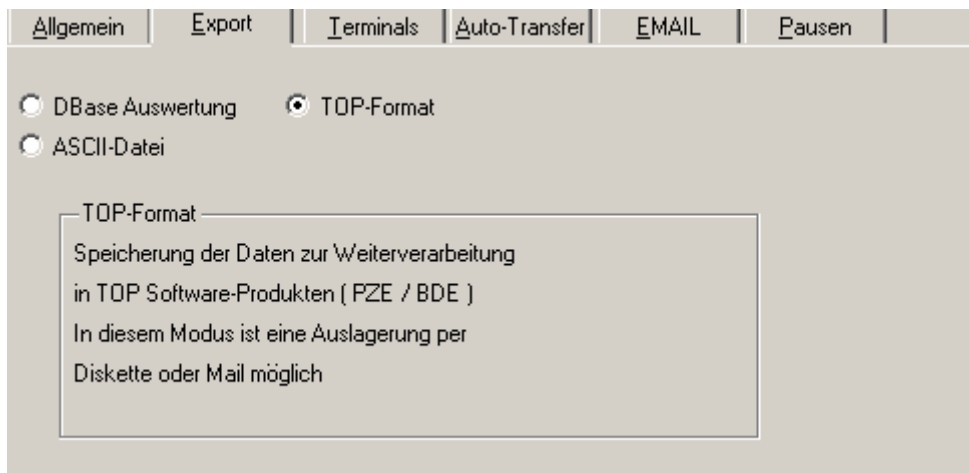 Allgemein Export Terminals Auto-Transfer EMAIL Pausen
DBase Auswertung TOP-Format
ASCII-Datei
TOP-Format
Speicherung der Daten zur Weiterverarbeitung
in TOP Software-Produkten ( PZE / BDE )
In diesem Modus ist eine Auslagerung per
Diskette oder Mail möglich